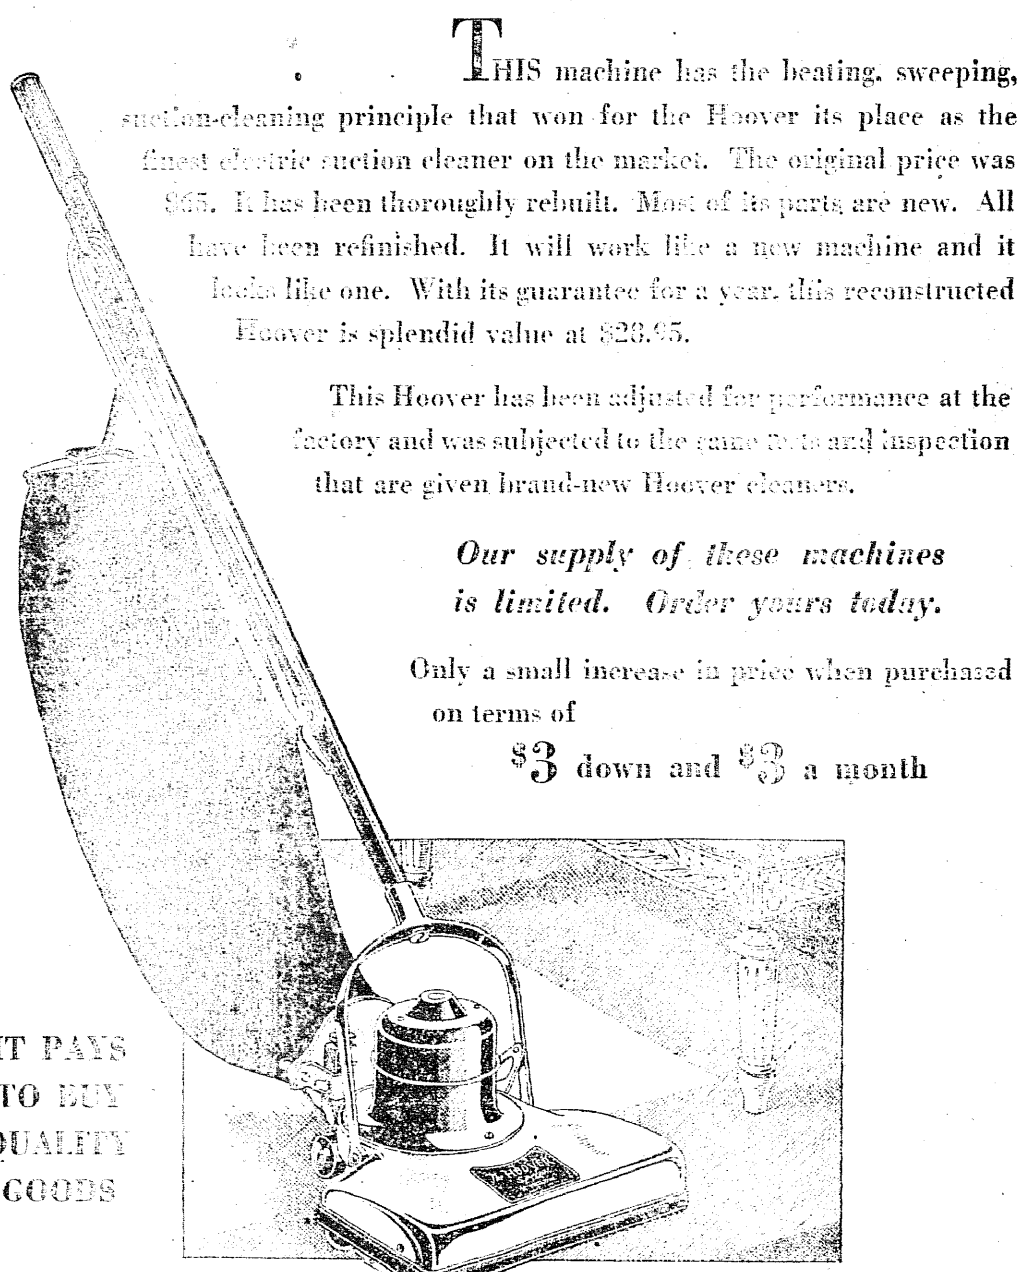 THIS machine has the beating, sweeping,
suction-cleaning principle that won for the Hoover its place as the
finest electric suction cleaner on the market. The original price was
$65. It has been thoroughly rebuilt. Most of its parts are new. All
have been refinished. It will work like a new machine and it
looks like one. With its guarantee for a year, this reconstructed
Hoover is splendid value at $28.95.
This Hoover has been adjusted for performance at the
factory and was subjected to the same tests and inspection
that are given brand-new Hoover cleaners.
Our supply of these machines
is limited. Order yours today.
Only a small increase in price when purchased
on terms of
$3 down and $3 a month
IT PAYS
TO BUY
QUALITY
GOODS
HOOVER